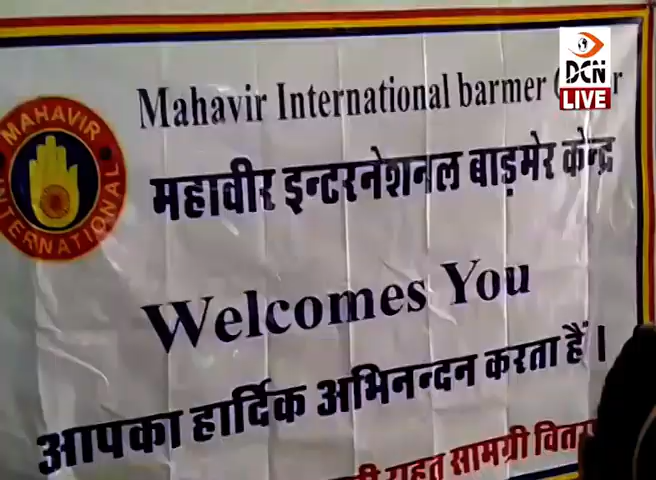 DCN
LIVE
Mahavir International barmer
MAHAVIR
INTERNATIONAL
महावीर इन्टरनेशनल बाड़मेर केन्द्र
Welcomes You
आपका हार्दिक अभिनन्दन करता हैं।
राहत सामग्री